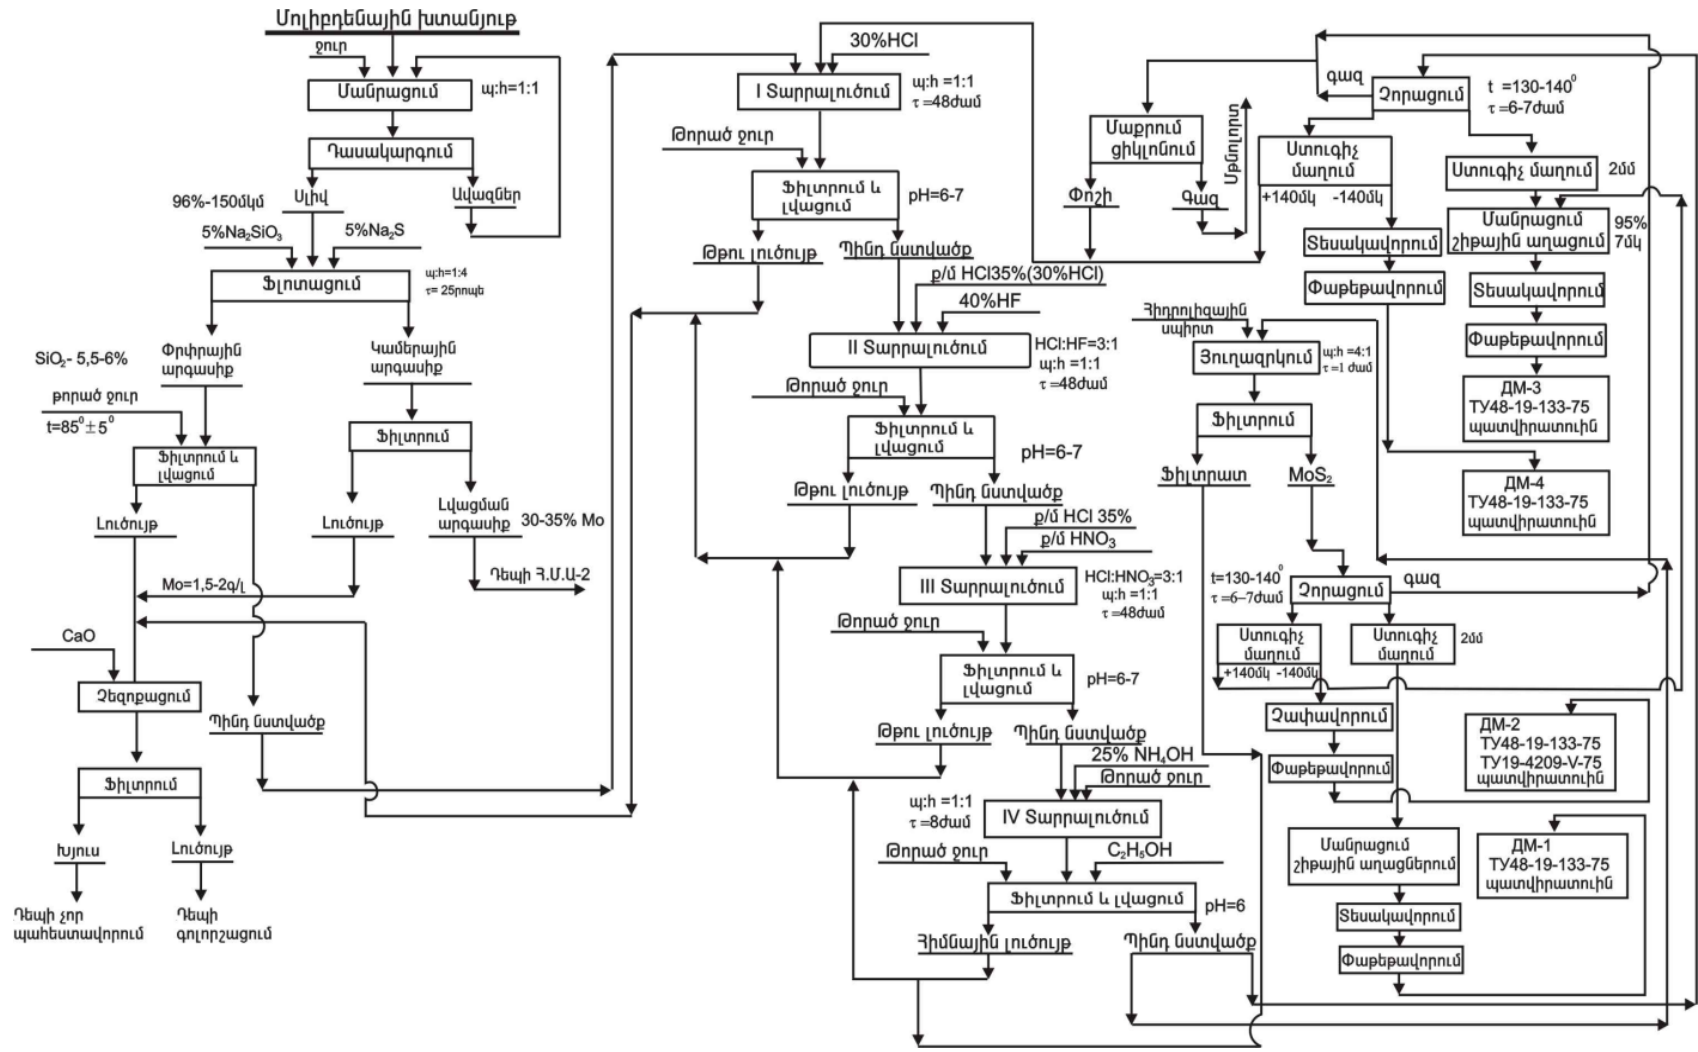 Մոլիբդենային խտանյութ
ջուր
Մանրացում
պ:h=1:1
Դասակարգում
96%-150մկմ
Սլիվ
Ավազներ
5%Na₂SiO₃
5%Na₂S
Ֆլոտացում
պ:h=1:4
τ= 25րոպե
SiO₂- 5,5-6%
Փրփրային
արգասիք
Կամերային
արգասիք
թորած ջուր
t=85⁰±5⁰
Ֆիլտրում և
լվացում
Ֆիլտրում
Լուծույթ
Լուծույթ
Լվացման
արգասիք
30-35% Mo
Դեպի Հ.Մ.Ա-2
Mo=1,5-2գ/լ
CaO
Չեզոքացում
Պինդ նստվածք
Ֆիլտրում
Խյուս
Լուծույթ
Դեպի չոր
պահեստավորում
Դեպի
գոլորշացում
30%HCl
I Տարրալուծում
պ:h =1:1
τ =48ժամ
Թորած ջուր
Ֆիլտրում և
լվացում
pH=6-7
Թթու լուծույթ
Պինդ նստվածք
ք/մ HCl35%(30%HCl)
40%HF
II Տարրալուծում
HCl:HF=3:1
պ:h =1:1
τ =48ժամ
Թորած ջուր
Ֆիլտրում և
լվացում
pH=6-7
Թթու լուծույթ
Պինդ նստվածք
ք/մ HCl 35%
ք/մ HNO₃
III Տարրալուծում
HCl:HNO₃=3:1
պ:h =1:1
τ =48ժամ
Թորած ջուր
Ֆիլտրում և
լվացում
pH=6-7
Թթու լուծույթ
Պինդ նստվածք
25% NH₄OH
Թորած ջուր
պ:h =1:1
τ =8ժամ
IV Տարրալուծում
Թորած ջուր
C₂H₅OH
Ֆիլտրում և լվացում
pH=6
Հիմնային լուծույթ
Պինդ նստվածք
գազ
Չորացում
t =130-140⁰
τ =6-7ժամ
Մաքրում
ցիկլոնում
Մթնոլորտ
Փոշի
Գազ
Ստուգիչ
մաղում
+140մկ -140մկ
Ստուգիչ մաղում
2մմ
Մանրացում
շիթային աղացում
95%
7մկ
Տեսակավորում
Փաթեթավորում
Տեսակավորում
Փաթեթավորում
ДМ-3
ТУ48-19-133-75
պատվիրատուին
ДМ-4
ТУ48-19-133-75
պատվիրատուին
Հիդրոլիզային
սպիրտ
Յուղազրկում
պ:h =4:1
τ =1 ժամ
Ֆիլտրում
Ֆիլտրատ
MoS₂
t=130-140⁰
τ =6–7ժամ
Չորացում
գազ
Ստուգիչ
մաղում
+140մկ -140մկ
Ստուգիչ
մաղում
2մմ
Չափավորում
Փաթեթավորում
ДМ-2
ТУ48-19-133-75
ТУ19-4209-V-75
պատվիրատուին
Մանրացում
շիթային աղացներում
Տեսակավորում
Փաթեթավորում
ДМ-1
ТУ48-19-133-75
պատվիրատուին